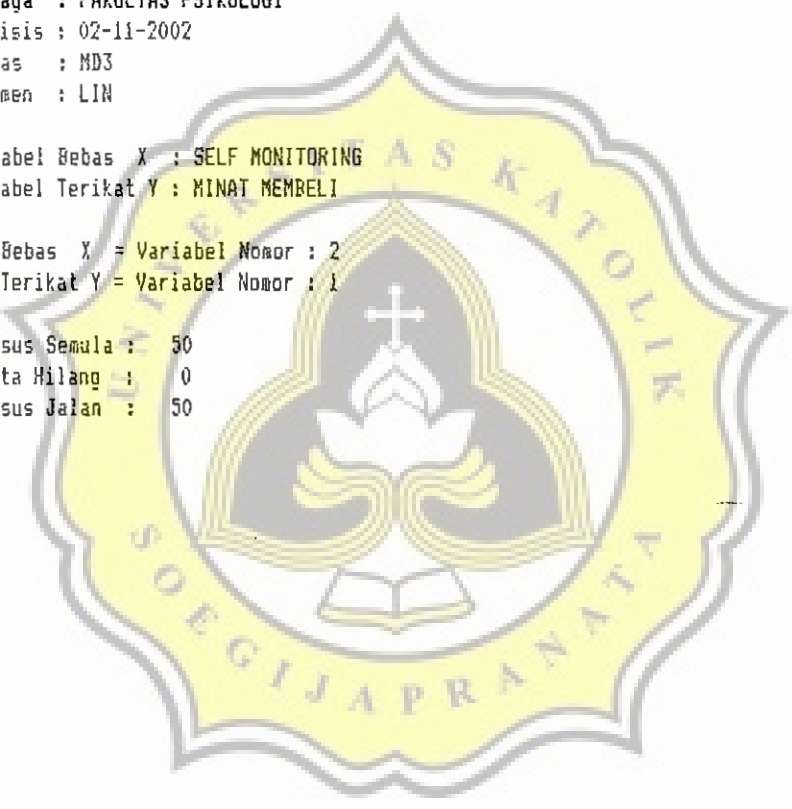 aga : FAKULTAS PSIKOLOGI
isis : 02-11-2002
as : MD3
men : LIN
abel Bebas X : SELF MONITORING
abel Terikat Y : MINAT MEMBELI
Bebas X = Variabel Nomor : 2
Terikat Y = Variabel Nomor : 1
sus Semula : 50
ta Hilang : 0
sus Jalan : 50
UNIVERSITAS KATOLIK
SOEGIJAPRANATA